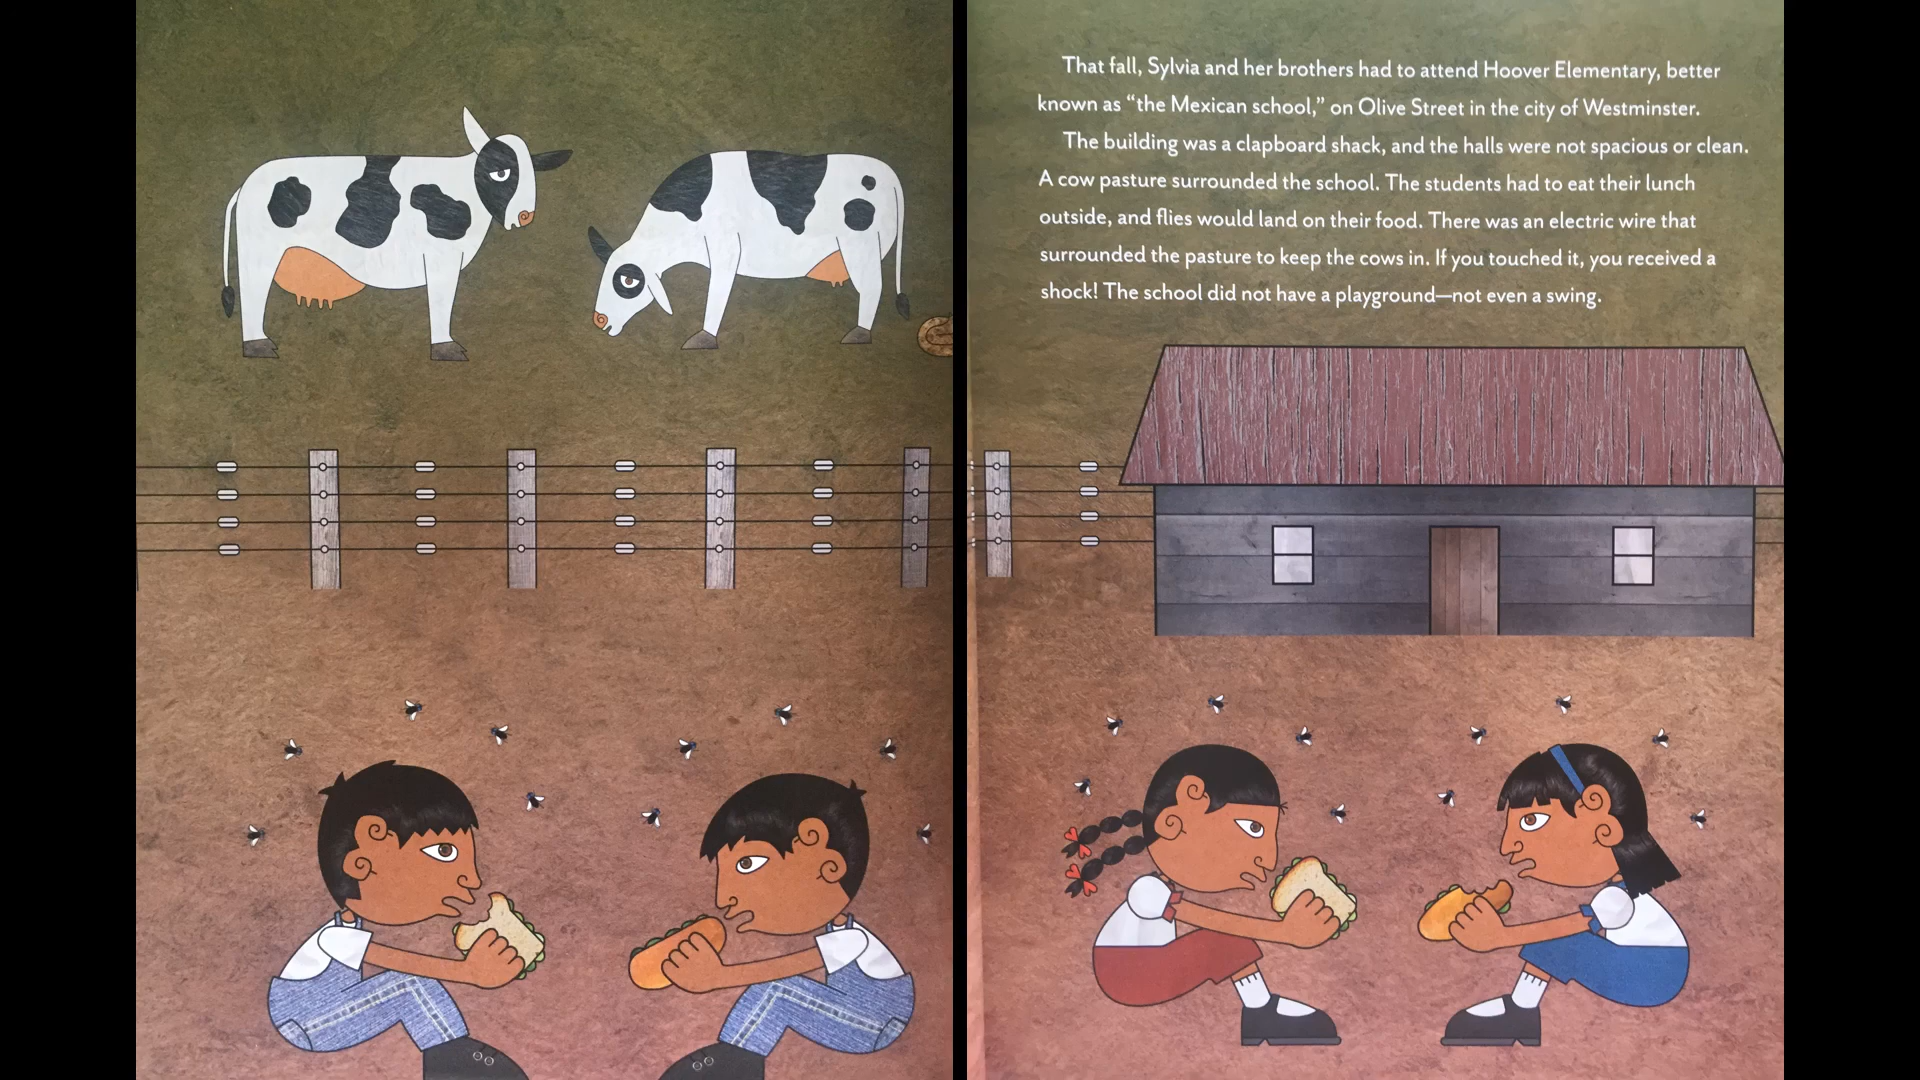 That fall, Sylvia and her brothers had to attend Hoover Elementary, better
known as “the Mexican school,” on Olive Street in the city of Westminster.
The building was a clapboard shack, and the halls were not spacious or clean.
A cow pasture surrounded the school. The students had to eat their lunch
outside, and flies would land on their food. There was an electric wire that
surrounded the pasture to keep the cows in. If you touched it, you received a
shock! The school did not have a playground—not even a swing.